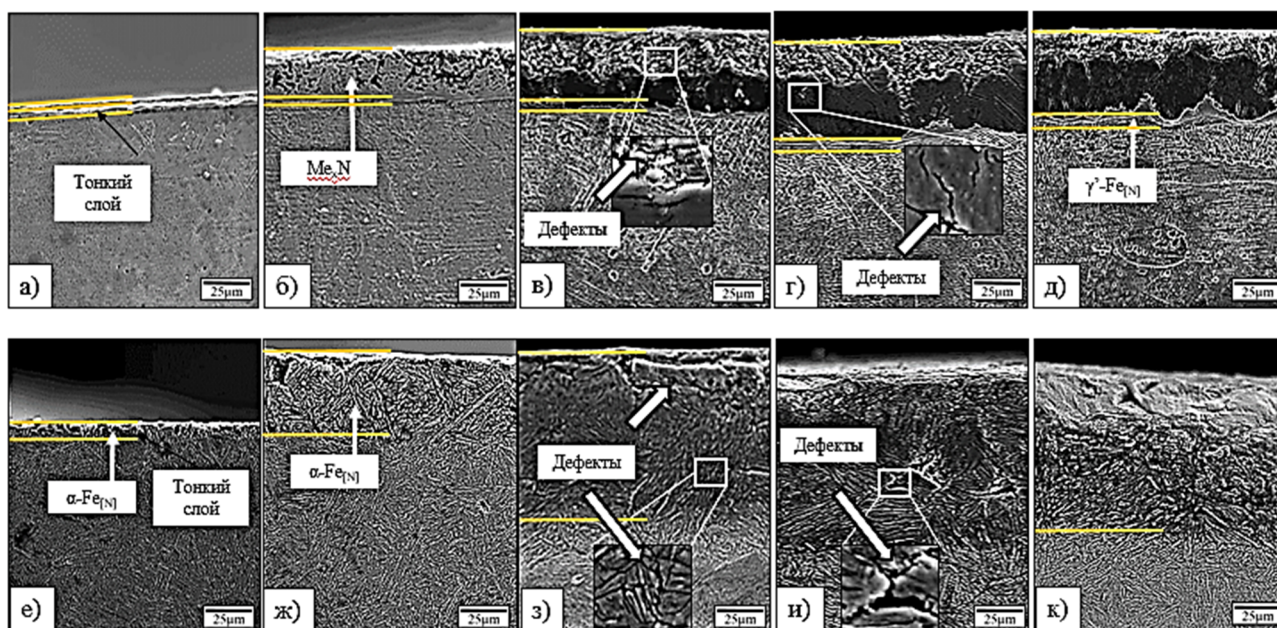 Тонкий
слой
а)
25µm
MeₓN
б)
25µm
A
Дефекты
в)
25µm
Дефекты
г)
25µm
γ’-Fe[N]
д)
25µm
α-Fe[N]
Тонкий
слой
е)
25µm
α-Fe[N]
ж)
25µm
Дефекты
з)
25µm
Дефекты
и)
25µm
к)
25µm